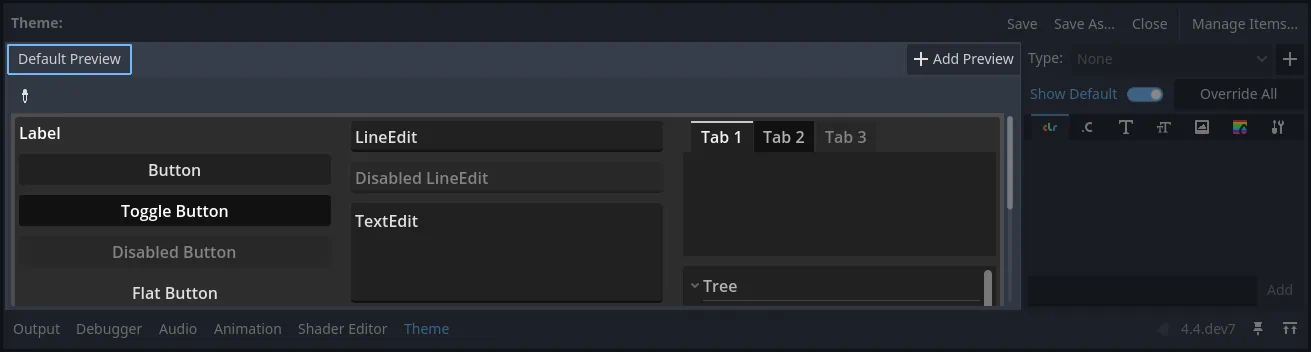 Theme: Save Save As... Close Manage Items...
Default Preview + Add Preview Type: None
Show Default Override All
Label LineEdit Tab 1 Tab 2 Tab 3
Button Disabled LineEdit
Toggle Button TextEdit
Disabled Button
Flat Button Tree Add
Output Debugger Audio Animation Shader Editor Theme 4.4.dev7